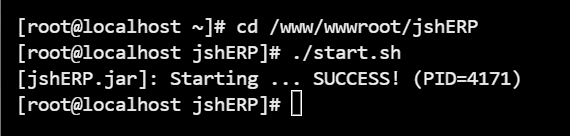 [root@localhost ~]# cd /www/wwwroot/jshERP
[root@localhost jshERP]# ./start.sh
[jshERP.jar]: Starting ... SUCCESS! (PID=4171)
[root@localhost jshERP]#